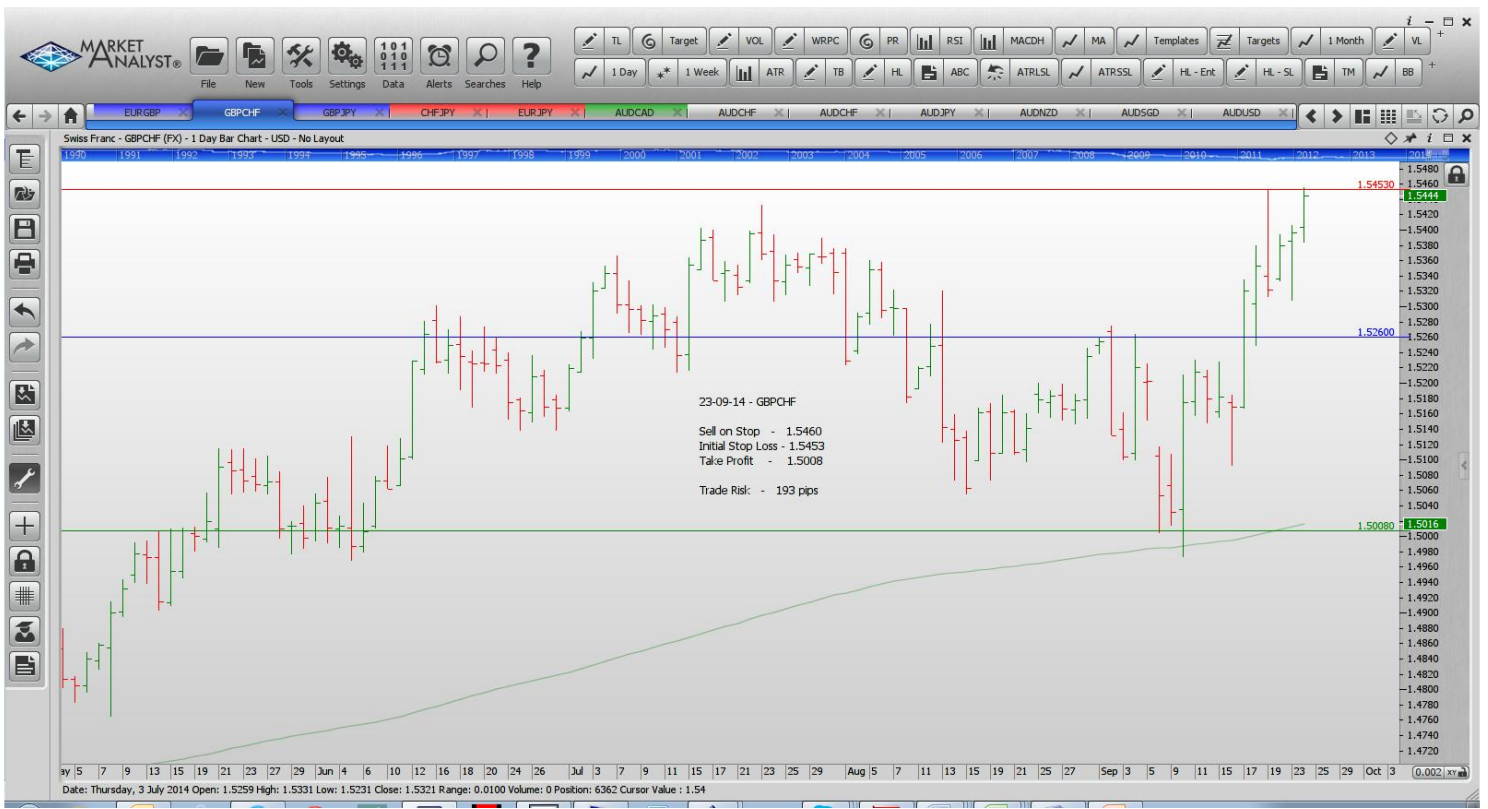 i
MARKET
ANALYST®
File New Tools Settings Data Alerts Searches Help
TL Target VOL WRPC PR RSI MACDH MA Templates Targets 1 Month VL +
1 Day 1 Week ATR TB HL ABC ATRLSL ATRSSL HL - Ent HL - SL TM BB +
EURGBP GBPCHF GBPJPY CHFJPY EURJPY AUDCAD AUDCHF AUDCHF AUDJPY AUDNZD AUDSGD AUDUSD
Swiss Franc - GBPCHF (FX) - 1 Day Bar Chart - USD - No Layout
1990 1991 1992 1993 1994 1995 1996 1997 1998 1999 2000 2001 2002 2003 2004 2005 2006 2007 2008 2009 2010 2011 2012 2013
1.5480
1.54530
1.5460
1.5444
1.5420
1.5400
1.5380
1.5360
1.5340
1.5320
1.5300
1.5280
1.52600
1.5260
1.5240
1.5220
1.5200
23-09-14 - GBPCHF
1.5180
1.5160
Sell on Stop - 1.5460
1.5140
Initial Stop Loss - 1.5453
1.5120
Take Profit - 1.5008
1.5100
1.5080
Trade Risk - 193 pips
1.5060
1.5040
1.50080
1.5016
1.5000
1.4980
1.4960
1.4940
1.4920
1.4900
1.4880
1.4860
1.4840
1.4820
1.4800
1.4780
1.4760
1.4740
1.4720
ay 5 7 9 13 15 19 21 23 27 29 Jun 4 6 10 12 16 18 20 24 26 Jul 3 7 9 11 15 17 21 23 25 29 Aug 5 7 11 13 15 19 21 25 27 Sep 3 5 9 11 15 17 19 23 25 29 Oct 3 0.002 XY
Date: Thursday, 3 July 2014 Open: 1.5259 High: 1.5331 Low: 1.5231 Close: 1.5321 Range: 0.0100 Volume: 0 Position: 6362 Cursor Value : 1.54